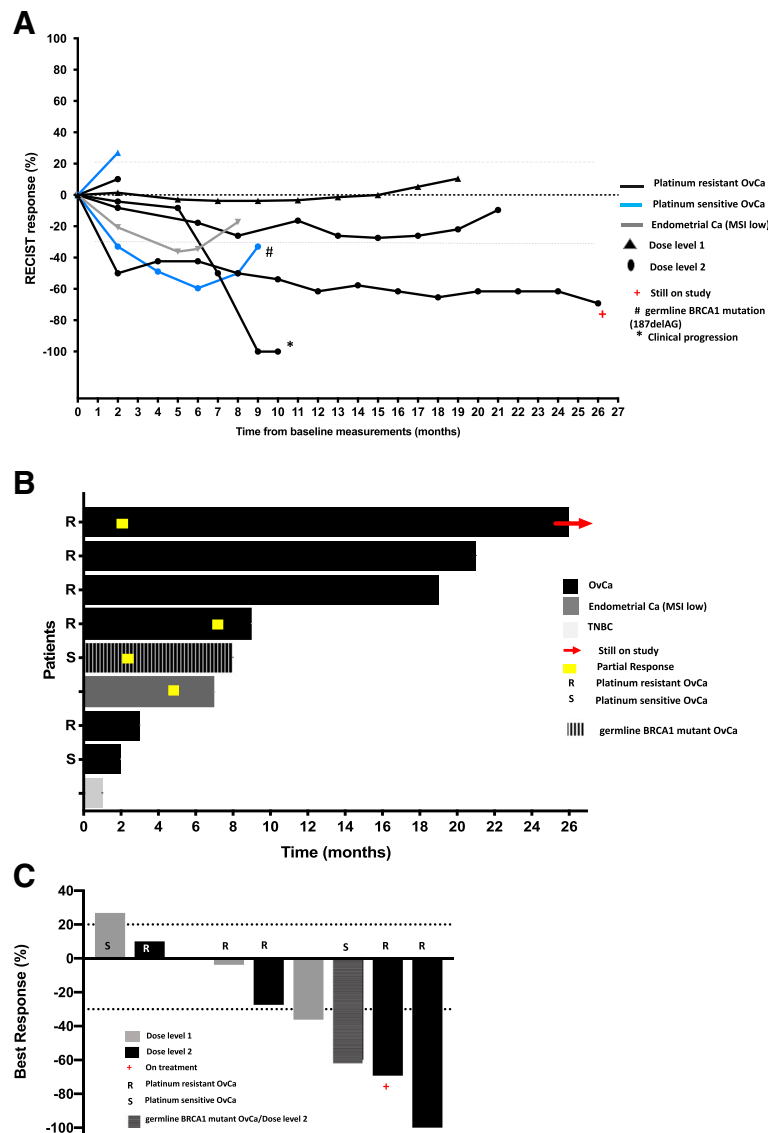 A
100
80
60
40
20
0
-20
-40
-60
-80
-100
RECIST response (%)
0 1 2 3 4 5 6 7 8 9 10 11 12 13 14 15 16 17 18 19 20 21 22 23 24 25 26 27
Time from baseline measurements (months)
#
*
+
Platinum resistant OvCa
Platinum sensitive OvCa
Endometrial Ca (MSI low)
Dose level 1
Dose level 2
+ Still on study
# germline BRCA1 mutation
(187delAG)
* Clinical progression
B
R
R
R
R
S
R
S
Patients
0 2 4 6 8 10 12 14 16 18 20 22 24 26
Time (months)
OvCa
Endometrial Ca (MSI low)
TNBC
Still on study
Partial Response
R Platinum resistant OvCa
S Platinum sensitive OvCa
germline BRCA1 mutant OvCa
C
40
20
0
-20
-40
-60
-80
-100
Best Response (%)
S R R R S R R
+
Dose level 1
Dose level 2
+ On treatment
R Platinum resistant OvCa
S Platinum sensitive OvCa
germline BRCA1 mutant OvCa/Dose level 2